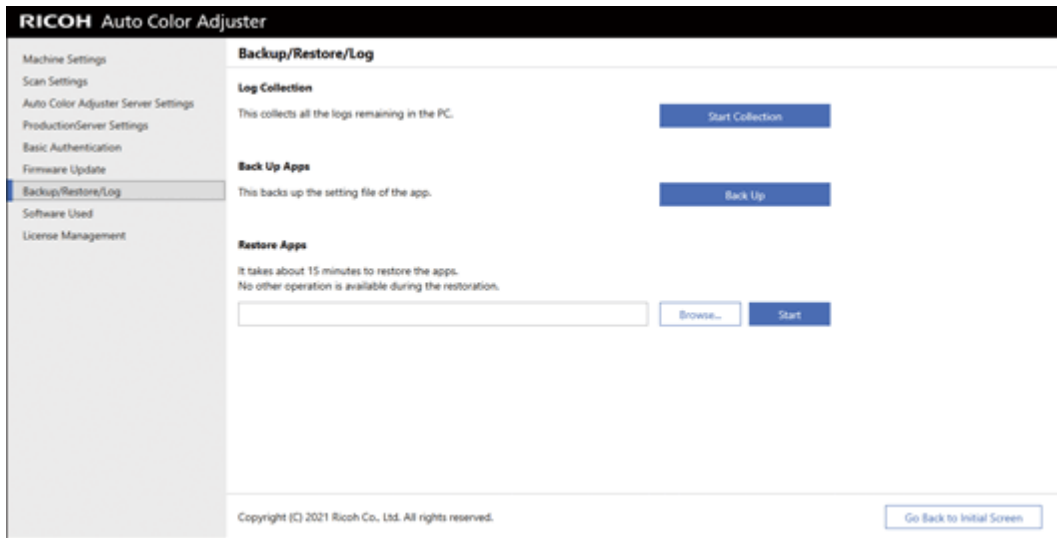 RICOH Auto Color Adjuster
Machine Settings
Scan Settings
Auto Color Adjuster Server Settings
ProductionServer Settings
Basic Authentication
Firmware Update
Backup/Restore/Log
Software Used
License Management
Backup/Restore/Log
Log Collection
This collects all the logs remaining in the PC.
Start Collection
Back Up Apps
This backs up the setting file of the app.
Back Up
Restore Apps
It takes about 15 minutes to restore the apps.
No other operation is available during the restoration.
Browse...
Start
Copyright (C) 2021 Ricoh Co., Ltd. All rights reserved.
Go Back to Initial Screen